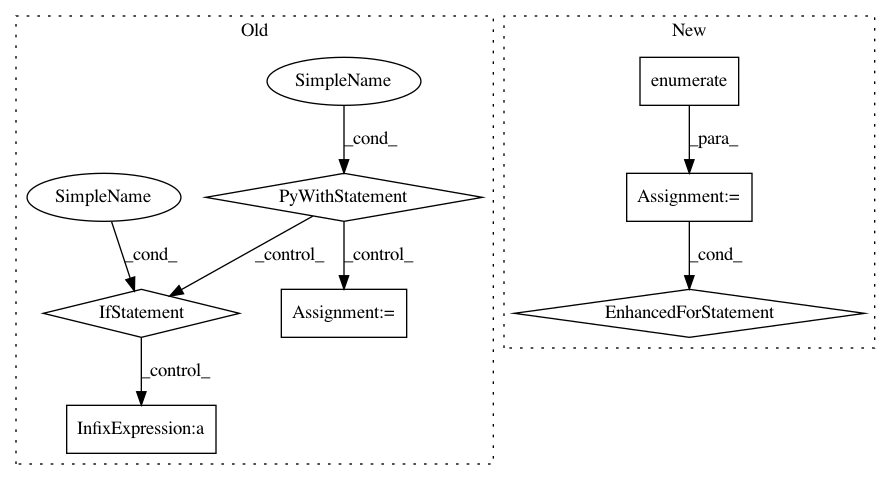 Old
New
SimpleName
enumerate
_cond_
_para_
SimpleName
PyWithStatement
Assignment:=
_cond_
_control_
_control_
_cond_
IfStatement
Assignment:=
EnhancedForStatement
_control_
InfixExpression:a